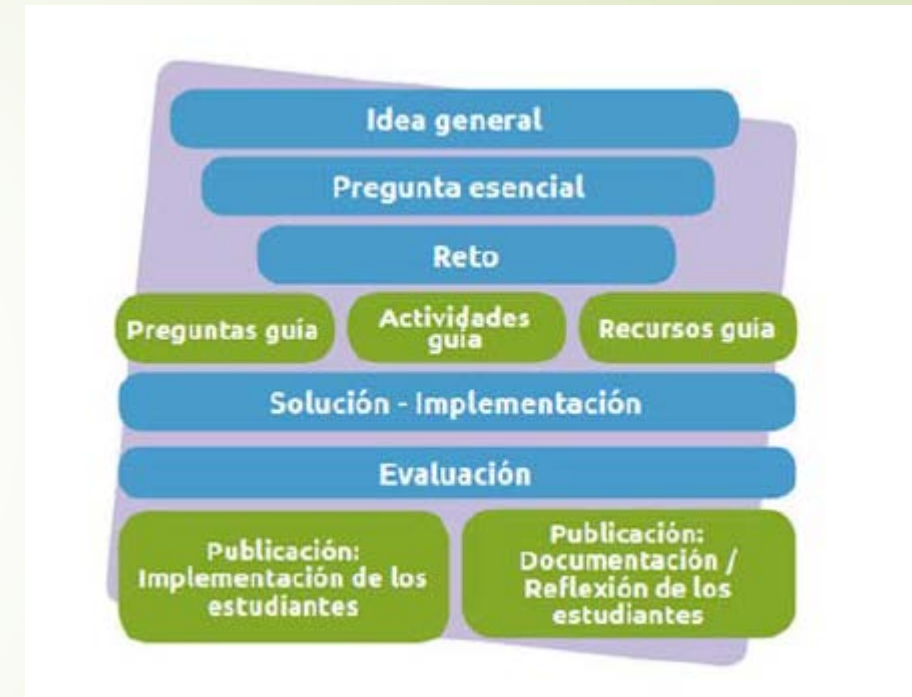 Idea general
Pregunta esencial
Reto
Preguntas guía
Actividades
guía
Recursos guía
Solución - Implementación
Evaluación
Publicación:
Implementación de los
estudiantes
Publicación:
Documentación /
Reflexión de los
estudiantes